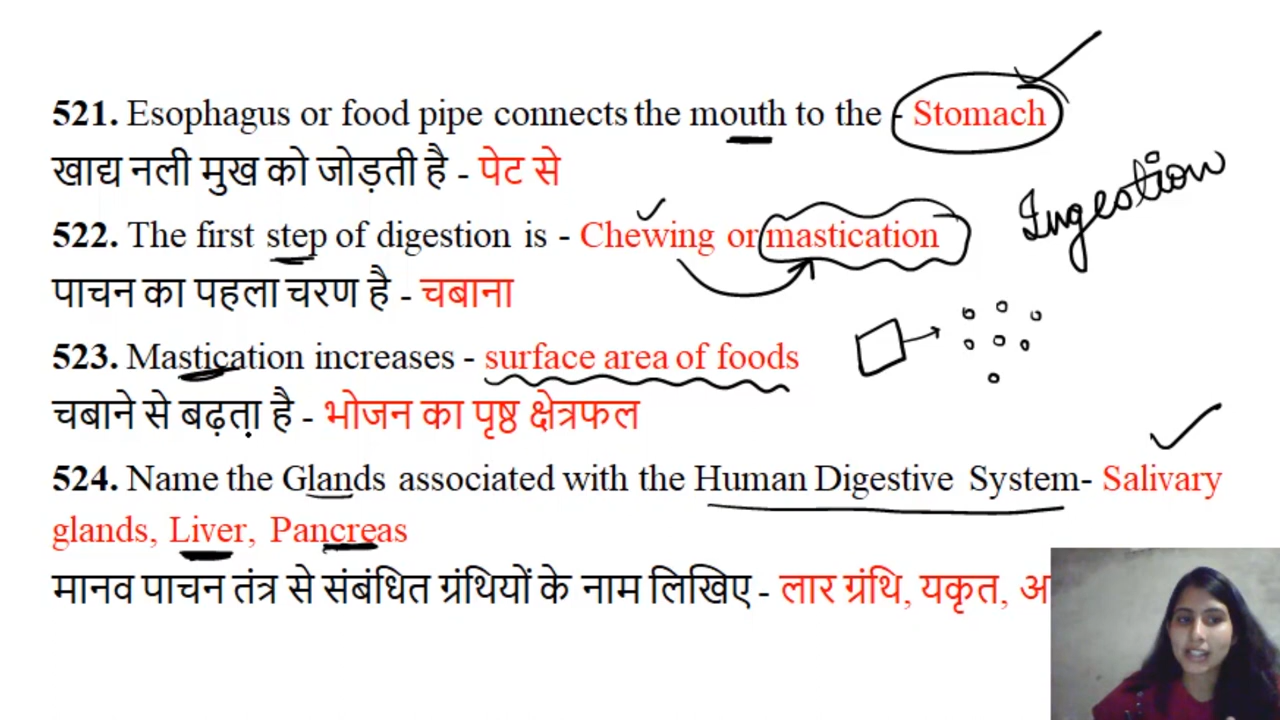 521. Esophagus or food pipe connects the mouth to the - Stomach
खाद्य नली मुख को जोड़ती है - पेट से
Ingestion
522. The first step of digestion is - Chewing or mastication
पाचन का पहला चरण है - चबाना
523. Mastication increases - surface area of foods
चबाने से बढ़ता है - भोजन का पृष्ठ क्षेत्रफल
524. Name the Glands associated with the Human Digestive System- Salivary
glands, Liver, Pancreas
मानव पाचन तंत्र से संबंधित ग्रंथियों के नाम लिखिए - लार ग्रंथि, यकृत,